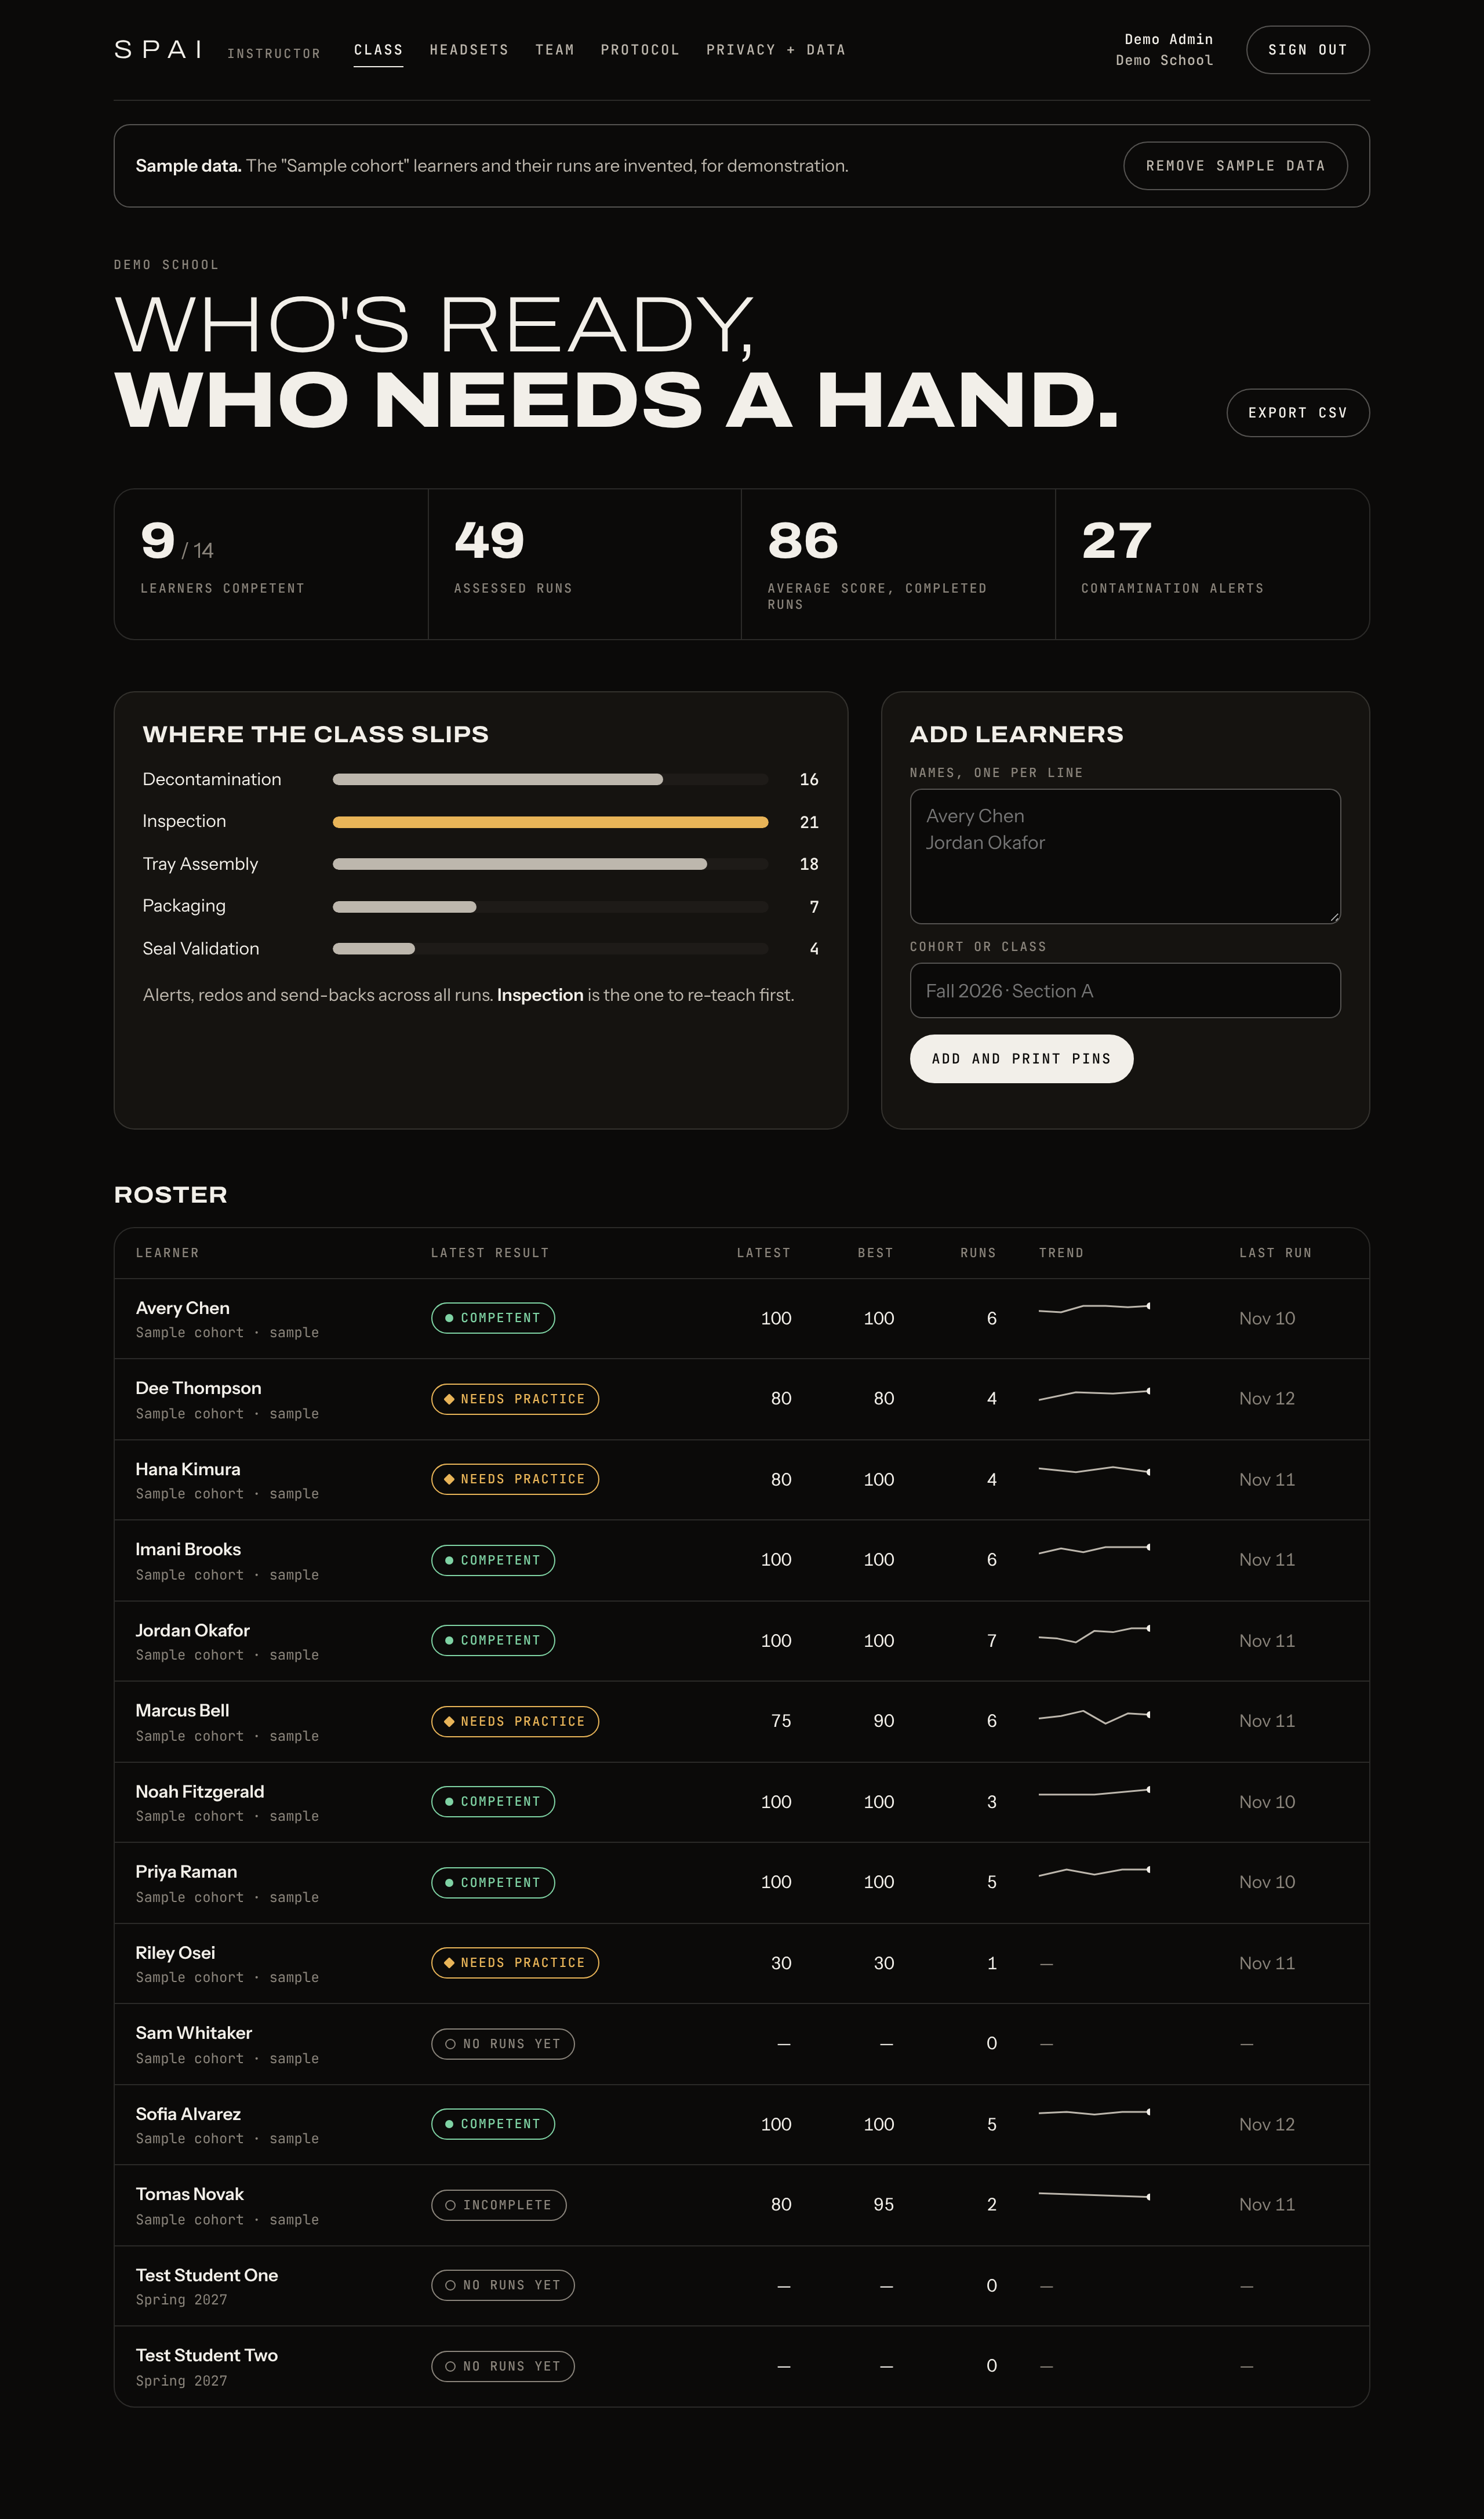 SPAI INSTRUCTOR CLASS HEADSETS TEAM PROTOCOL PRIVACY + DATA Demo Admin
Demo School
SIGN OUT
Sample data. The "Sample cohort" learners and their runs are invented, for demonstration.
REMOVE SAMPLE DATA
DEMO SCHOOL
WHO'S READY,
WHO NEEDS A HAND.
EXPORT CSV
9 / 14
LEARNERS COMPETENT
49
ASSESSED RUNS
86
AVERAGE SCORE, COMPLETED
RUNS
27
CONTAMINATION ALERTS
WHERE THE CLASS SLIPS
Decontamination 16
Inspection 21
Tray Assembly 18
Packaging 7
Seal Validation 4
Alerts, redos and send-backs across all runs. Inspection is the one to re-teach first.
ADD LEARNERS
NAMES, ONE PER LINE
Avery Chen
Jordan Okafor
COHORT OR CLASS
Fall 2026 · Section A
ADD AND PRINT PINS
ROSTER
LEARNER LATEST RESULT LATEST BEST RUNS TREND LAST RUN
Avery Chen
Sample cohort · sample
COMPETENT 100 100 6 Nov 10
Dee Thompson
Sample cohort · sample
NEEDS PRACTICE 80 80 4 Nov 12
Hana Kimura
Sample cohort · sample
NEEDS PRACTICE 80 100 4 Nov 11
Imani Brooks
Sample cohort · sample
COMPETENT 100 100 6 Nov 11
Jordan Okafor
Sample cohort · sample
COMPETENT 100 100 7 Nov 11
Marcus Bell
Sample cohort · sample
NEEDS PRACTICE 75 90 6 Nov 11
Noah Fitzgerald
Sample cohort · sample
COMPETENT 100 100 3 Nov 10
Priya Raman
Sample cohort · sample
COMPETENT 100 100 5 Nov 10
Riley Osei
Sample cohort · sample
NEEDS PRACTICE 30 30 1 — Nov 11
Sam Whitaker
Sample cohort · sample
NO RUNS YET — — 0 — —
Sofia Alvarez
Sample cohort · sample
COMPETENT 100 100 5 Nov 12
Tomas Novak
Sample cohort · sample
INCOMPLETE 80 95 2 Nov 11
Test Student One
Spring 2027
NO RUNS YET — — 0 — —
Test Student Two
Spring 2027
NO RUNS YET — — 0 — —